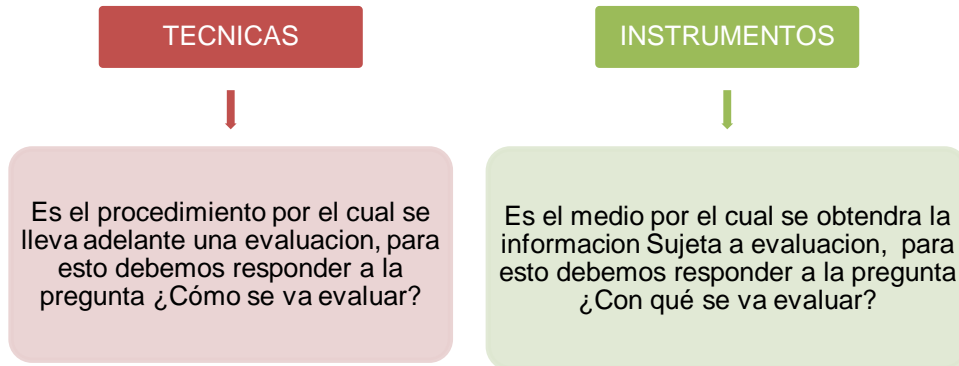 TECNICAS
Es el procedimiento por el cual se
lleva adelante una evaluacion, para
esto debemos responder a la
pregunta ¿Cómo se va evaluar?
INSTRUMENTOS
Es el medio por el cual se obtendra la
informacion Sujeta a evaluacion, para
esto debemos responder a la pregunta
¿Con qué se va evaluar?